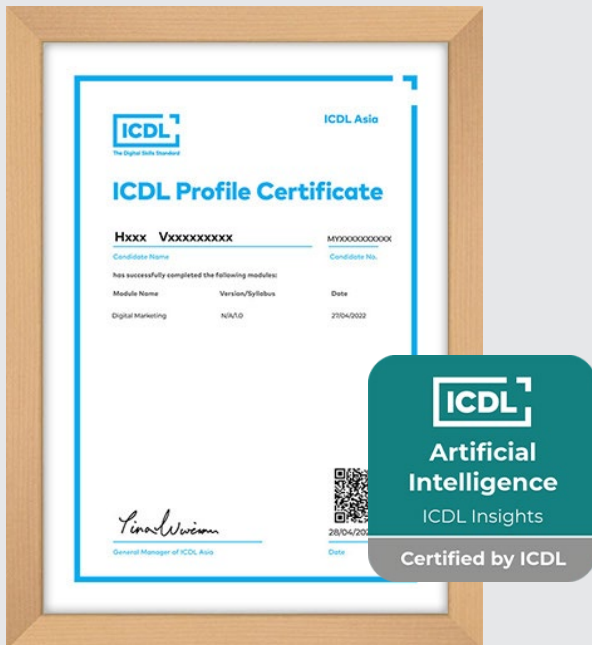 ICDL
The Digital Skills Standard
ICDL Asia
ICDL Profile Certificate
Hxxx Vxxxxxxxxx
Candidate Name
Candidate No.
has successfully completed the following modules:
Module Name Version/Syllabus Date
Digital Marketing N/A/1.0 27/04/2022
General Manager of ICDL Asia
Date
ICDL
Artificial
Intelligence
ICDL Insights
Certified by ICDL